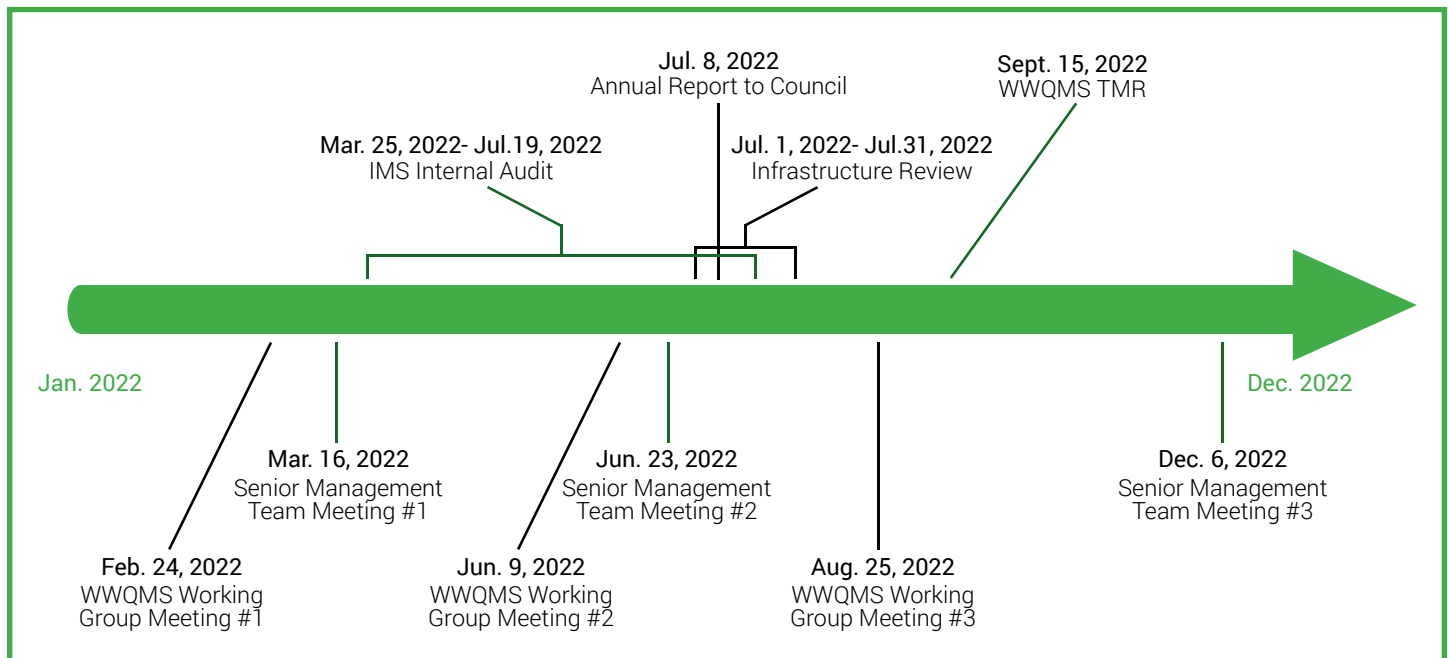 Jul. 8, 2022
Annual Report to Council
Sept. 15, 2022
WWQMS TMR
Mar. 25, 2022- Jul.19, 2022
IMS Internal Audit
Jul. 1, 2022- Jul.31, 2022
Infrastructure Review
Jan. 2022
Dec. 2022
Mar. 16, 2022
Senior Management
Team Meeting #1
Jun. 23, 2022
Senior Management
Team Meeting #2
Dec. 6, 2022
Senior Management
Team Meeting #3
Feb. 24, 2022
WWQMS Working
Group Meeting #1
Jun. 9, 2022
WWQMS Working
Group Meeting #2
Aug. 25, 2022
WWQMS Working
Group Meeting #3